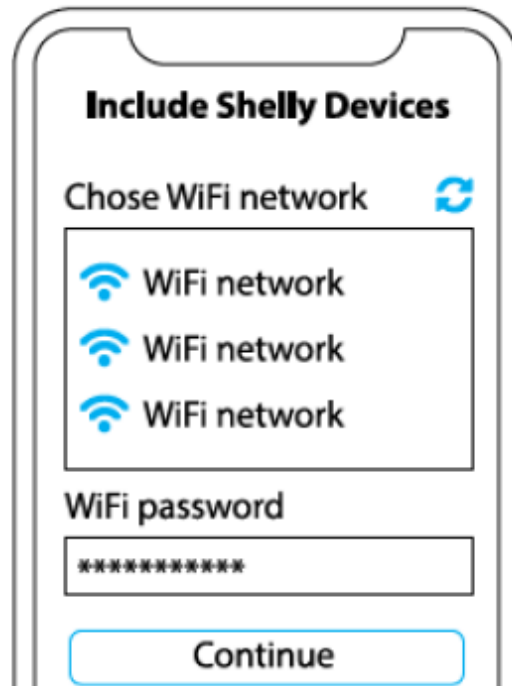 Include Shelly Devices
Chose WiFi network
WiFi network
WiFi network
WiFi network
WiFi password
***********
Continue